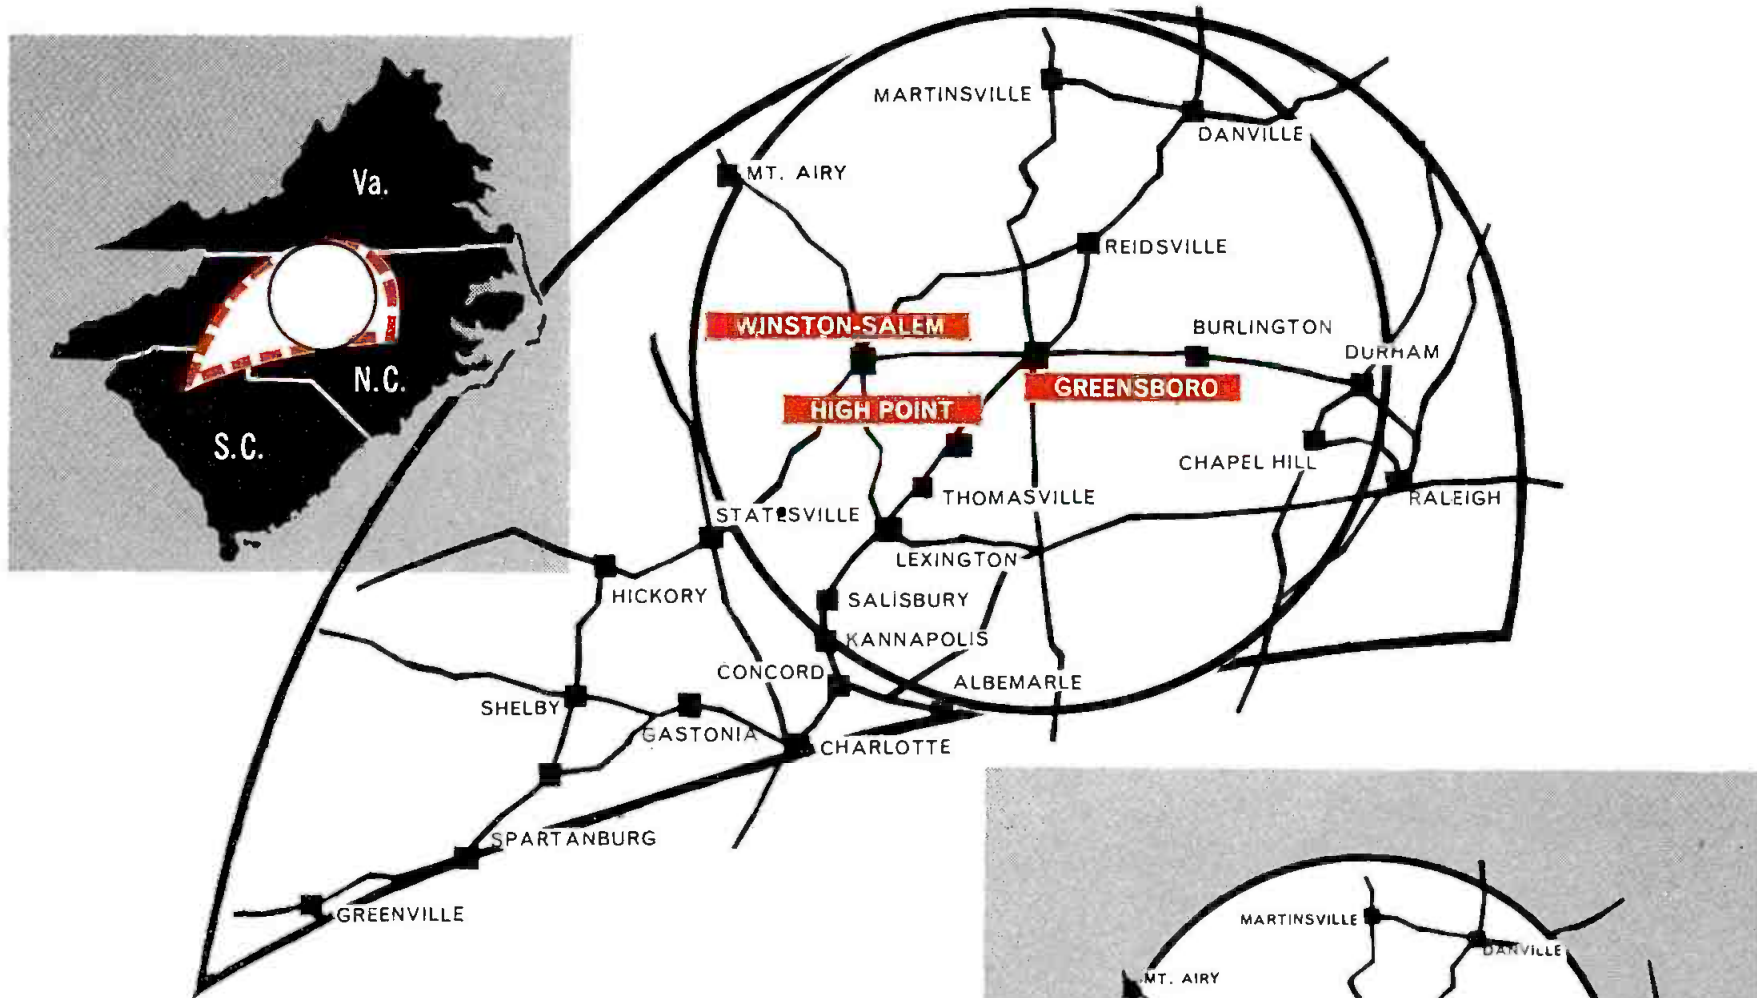 Va.
N.C.
S.C.
MARTINSVILLE
DANVILLE
MT. AIRY
REIDSVILLE
WINSTON-SALEM
BURLINGTON
DURHAM
GREENSBORO
HIGH POINT
CHAPEL HILL
RALEIGH
THOMASVILLE
STATESVILLE
LEXINGTON
HICKORY
SALISBURY
KANNAPOLIS
CONCORD
ALBEMARLE
SHELBY
GASTONIA
CHARLOTTE
SPARTANBURG
GREENVILLE
MARTINSVILLE
DANVILLE
MT. AIRY